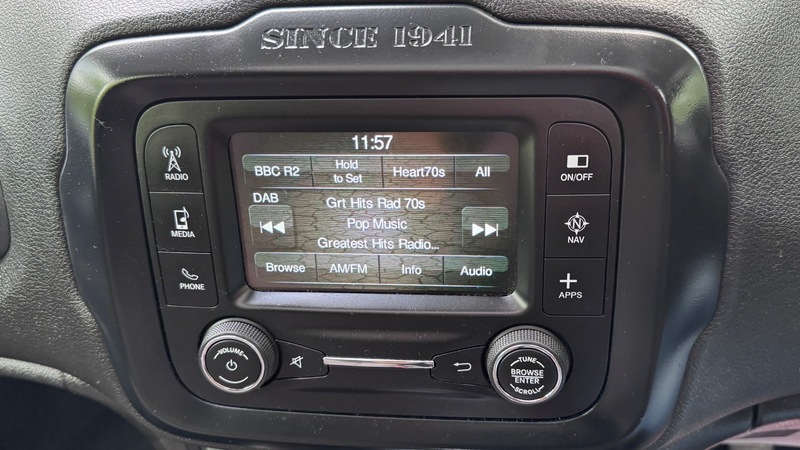 SINCE 1941
11:57
BBC R2
Hold
to Set
Heart70s
All
DAB
Grt Hits Rad 70s
Pop Music
Greatest Hits Radio...
Browse
AM/FM
Info
Audio
RADIO
MEDIA
PHONE
ON/OFF
N
NAV
APPS
VOLUME
TUNE
BROWSE
ENTER
SCROLL